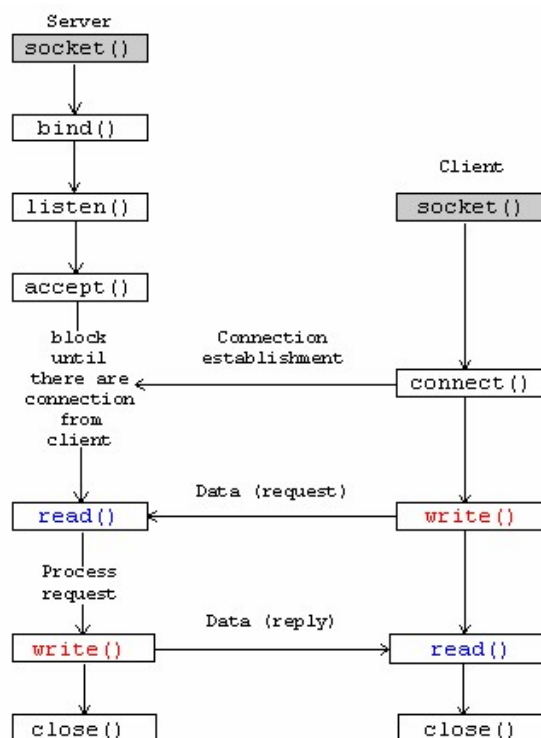 Server
socket()
bind()
listen()
accept()
block
until
there are
connection
from
client
read()
Process
request
write()
close()
Connection
establishment
Data (request)
Data (reply)
Client
socket()
connect()
write()
read()
close()